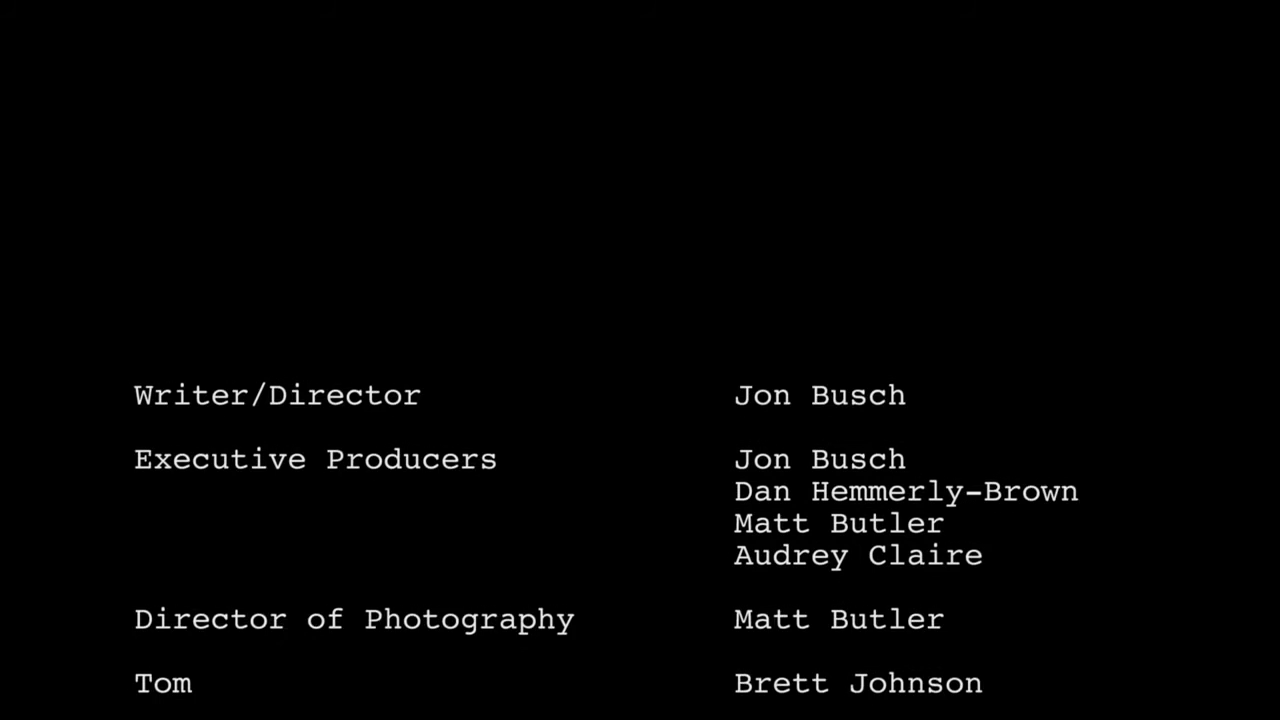 Writer/Director Jon Busch
Executive Producers Jon Busch
Dan Hemmerly-Brown
Matt Butler
Audrey Claire
Director of Photography Matt Butler
Tom Brett Johnson